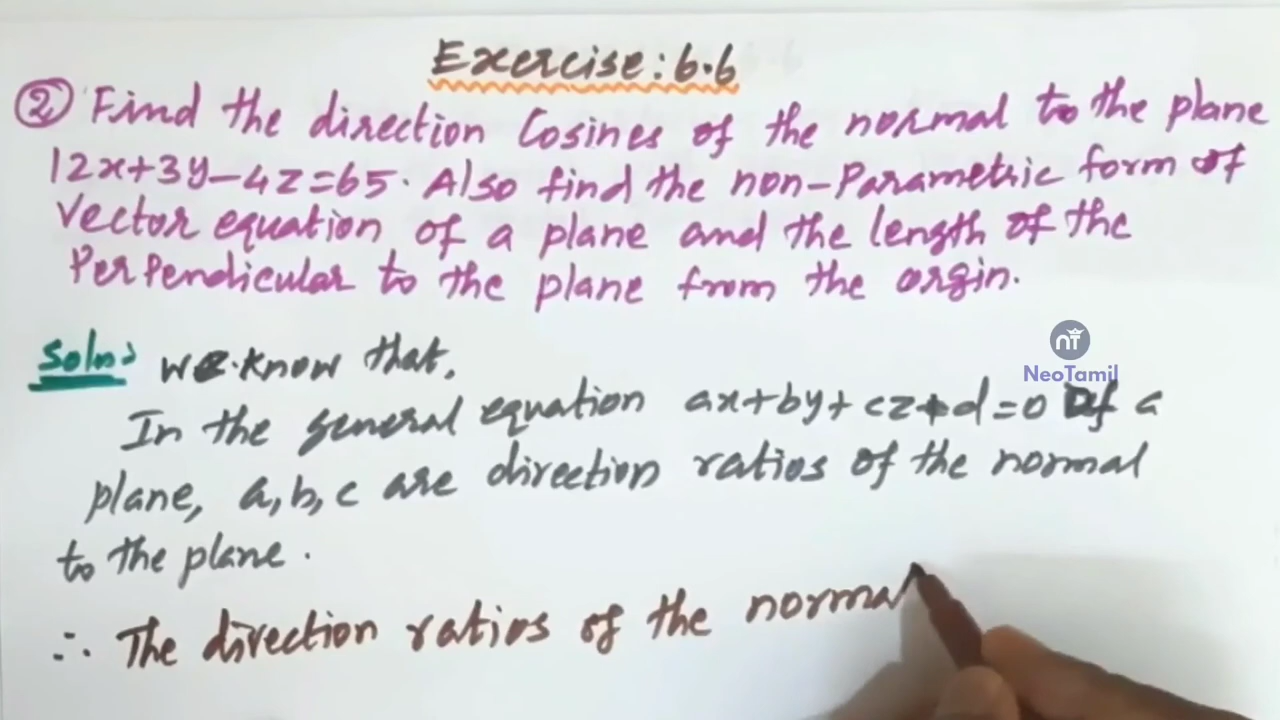 Exercise: 6.6
② Find the direction Cosines of the normal to the plane
12x+3y-4z=65. Also find the non-Parametric form of
Vector equation of a plane and the length of the
Perpendicular to the plane from the orgin.
Soln:
We know that,
In the general equation ax+by+cz+d=0 of a
plane, a, b, c are direction ratios of the normal
to the plane.
∴ The direction ratios of the normal
nT
NeoTamil